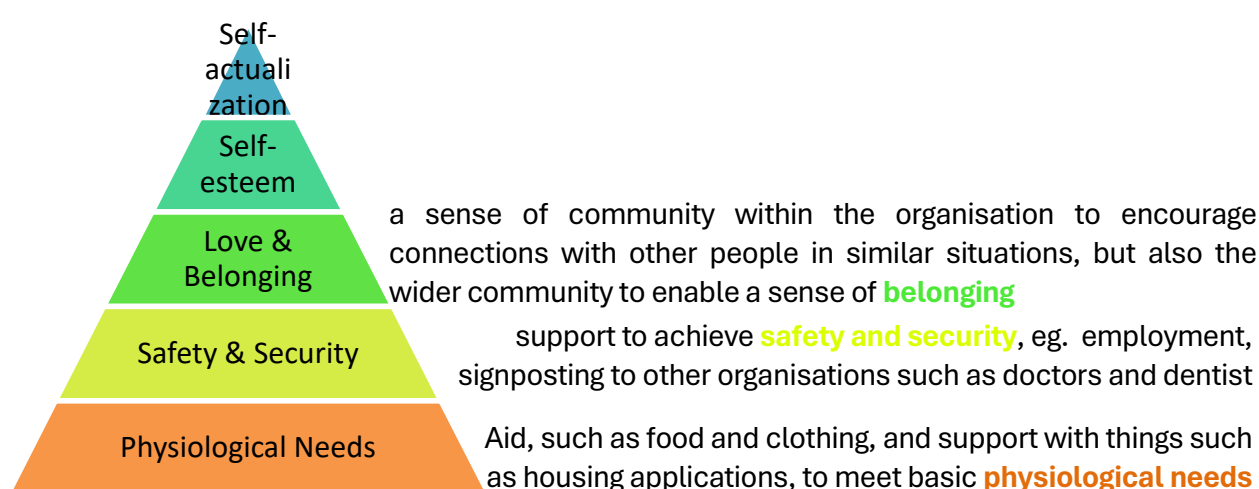 Self-
actuali
zation
Self-
esteem
Love &
Belonging
a sense of community within the organisation to encourage
connections with other people in similar situations, but also the
wider community to enable a sense of belonging
Safety & Security
support to achieve safety and security, eg. employment,
signposting to other organisations such as doctors and dentist
Physiological Needs
Aid, such as food and clothing, and support with things such
as housing applications, to meet basic physiological needs